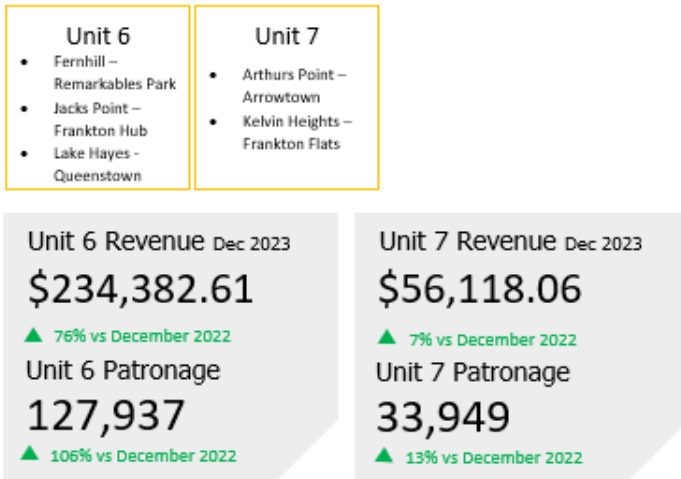 Unit 6
• Fernhill –
Remarkables Park
• Jacks Point –
Frankton Hub
• Lake Hayes -
Queenstown
Unit 7
• Arthurs Point –
Arrowtown
• Kelvin Heights –
Frankton Flats
Unit 6 Revenue Dec 2023
$234,382.61
▲ 76% vs December 2022
Unit 6 Patronage
127,937
▲ 106% vs December 2022
Unit 7 Revenue Dec 2023
$56,118.06
▲ 7% vs December 2022
Unit 7 Patronage
33,949
▲ 13% vs December 2022